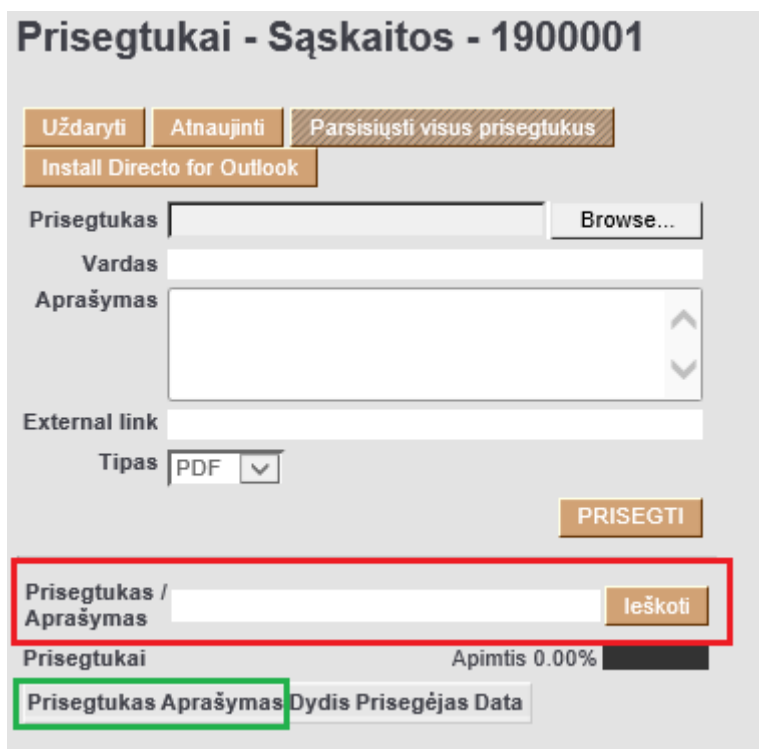 Prisegtukai - Sąskaitos - 1900001
Uždaryti Atnaujinti Parsisiųsti visus prisegtukus
Install Directo for Outlook
Prisegtukas Browse...
Vardas
Aprašymas
External link
Tipas PDF
PRISEGTI
Prisegtukas /
Aprašymas Ieškoti
Prisegtukai Apimtis 0.00%
Prisegtukas Aprašymas Dydis Prisegėjas Data